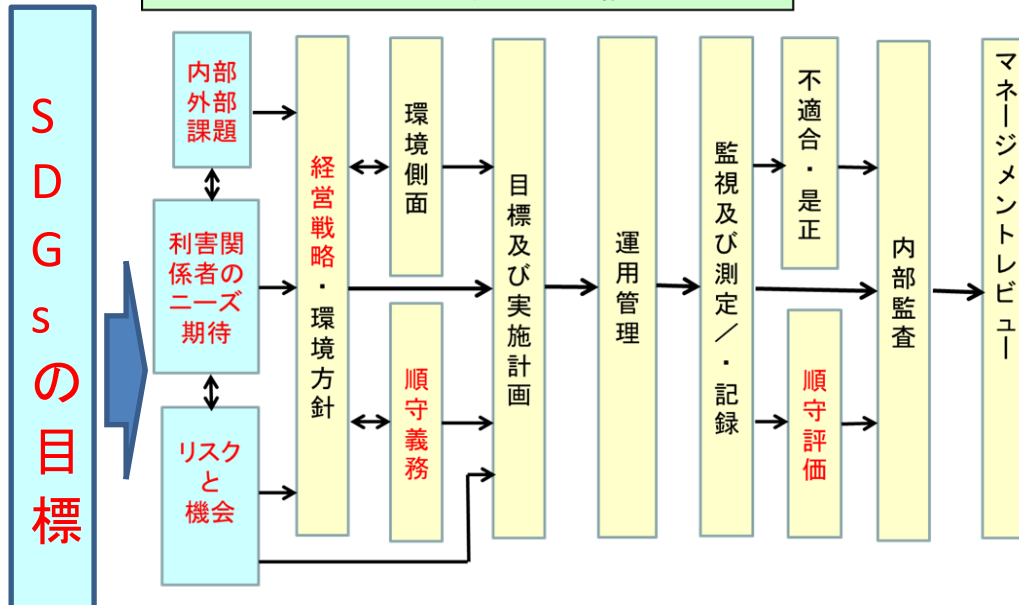 SDGsの目標
内部
外部
課題
利害関
係者の
ニーズ
期待
リスク
と
機会
経営戦略・環境方針
環境側面
順守義務
目標及び実施計画
運用管理
監視及び測定／・記録
不適合・是正
順守評価
内部監査
マネージメントレビュー